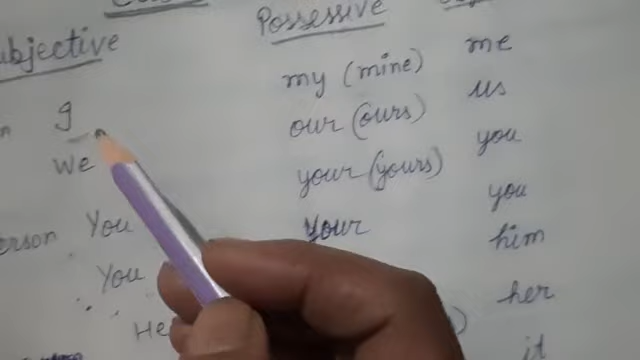 Possessive
ubjective
my (mine) me
I our (ours) us
We your (yours) you
erson You your you
You him
He her
it